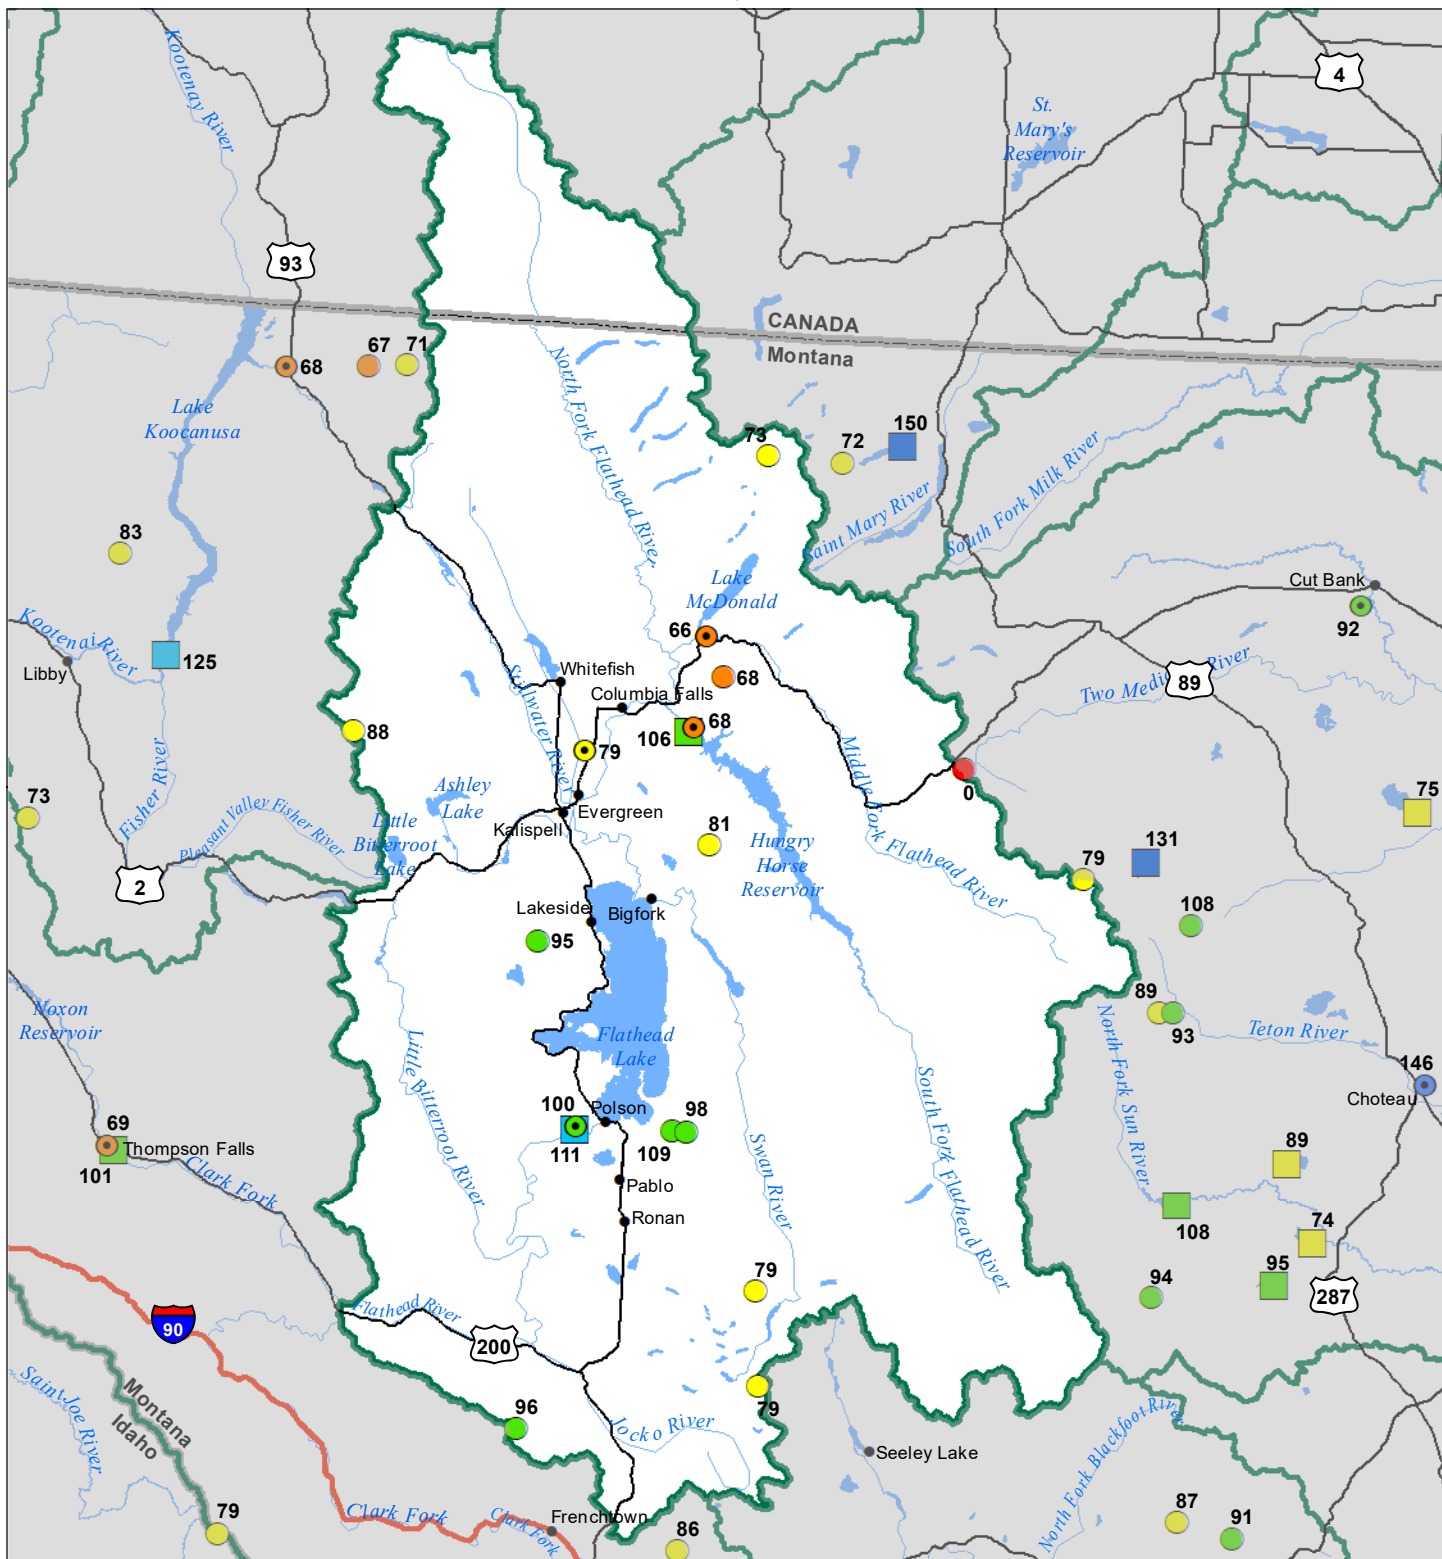 Kootenay River
4
St.
Mary's
Reservoir
93
CANADA
Montana
68
67
71
North Fork Flathead River
Lake
Koocanusa
73
72
150
South Fork Milk River
Saint Mary River
83
Lake
McDonald
Cut Bank
92
Kootenai River
Libby
125
66
Whitefish
68
Columbia Falls
Two Medicine River
89
Stillwater River
68
106
88
79
Middle Fork Flathead River
0
Fisher River
73
Ashley
Lake
Evergreen
Kalispell
75
Pleasant Valley Fisher River
Little
Bitterroot
Lake
81
Hungry
Horse
Reservoir
131
79
2
Lakeside
Bigfork
108
95
Noxon
Reservoir
89
93
Teton River
North Fork Sun River
Flathead
Lake
Little Bitterroot River
146
Choteau
South Fork Flathead River
100
Polson
111
98
109
69
Thompson Falls
101
Clark Fork
Swan River
89
Pablo
108
Ronan
74
95
79
94
287
Flathead River
90
200
Saint Joe River
Montana
Idaho
79
96
Jocko River
North Fork Blackfoot River
Seeley Lake
79
Clark Fork
Clark Fork
Frenchtown
86
87
91